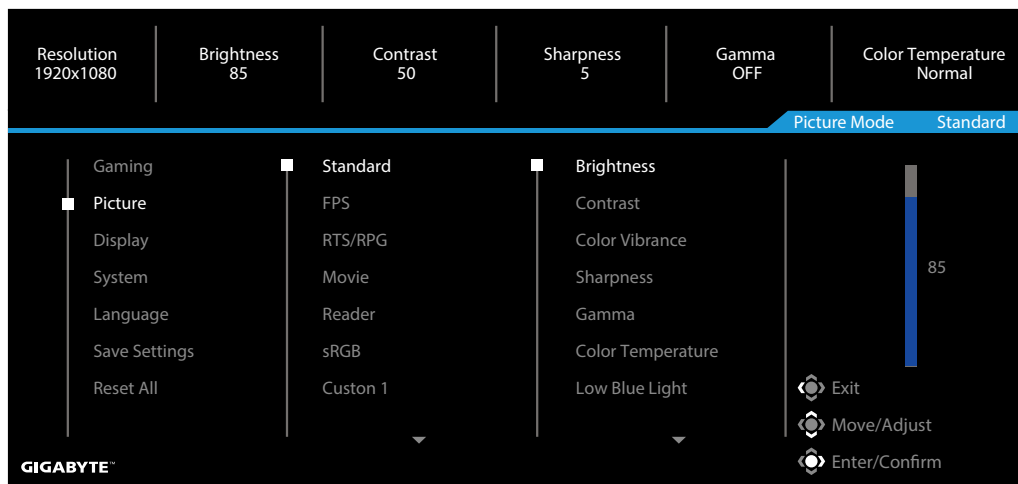 Resolution
1920x1080
Brightness
85
Contrast
50
Sharpness
5
Gamma
OFF
Color Temperature
Normal
Picture Mode Standard
Gaming
Picture
Display
System
Language
Save Settings
Reset All
Standard
FPS
RTS/RPG
Movie
Reader
sRGB
Custon 1
Brightness
Contrast
Color Vibrance
Sharpness
Gamma
Color Temperature
Low Blue Light
85
Exit
Move/Adjust
Enter/Confirm
GIGABYTE™